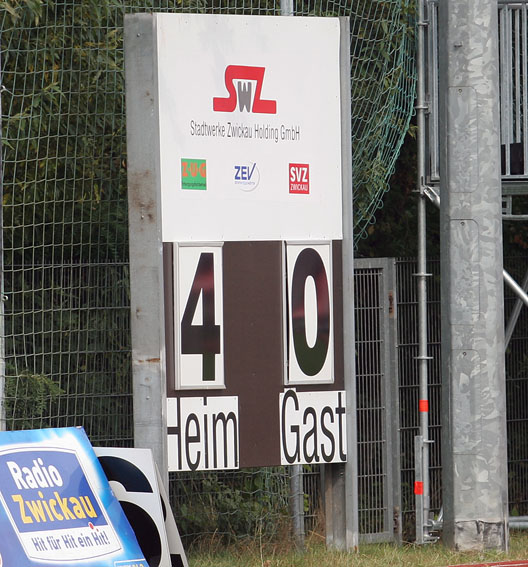 SWZ
Stadtwerke Zwickau Holding GmbH
ZEV
SVZ
ZWICKAU
4 0
Heim Gast
Radio
Zwickau
Hit für Hit ein Hit!
6